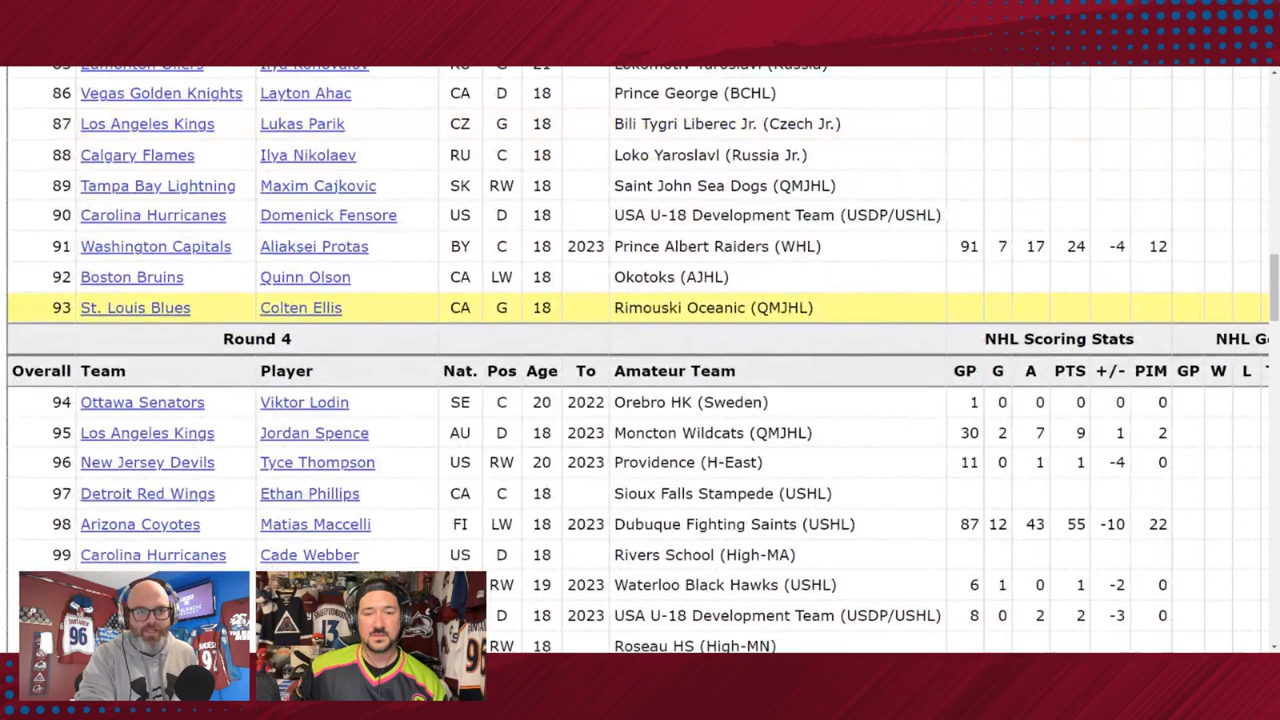 86 Vegas Golden Knights Layton Ahac CA D 18 Prince George (BCHL)
87 Los Angeles Kings Lukas Parik CZ G 18 Bili Tygri Liberec Jr. (Czech Jr.)
88 Calgary Flames Ilya Nikolaev RU C 18 Loko Yaroslavl (Russia Jr.)
89 Tampa Bay Lightning Maxim Cajkovic SK RW 18 Saint John Sea Dogs (QMJHL)
90 Carolina Hurricanes Domenick Fensore US D 18 USA U-18 Development Team (USDP/USHL)
91 Washington Capitals Aliaksei Protas BY C 18 2023 Prince Albert Raiders (WHL) 91 7 17 24 -4 12
92 Boston Bruins Quinn Olson CA LW 18 Okotoks (AJHL)
93 St. Louis Blues Colten Ellis CA G 18 Rimouski Oceanic (QMJHL)
Round 4 NHL Scoring Stats NHL G
Overall Team Player Nat. Pos Age To Amateur Team GP G A PTS +/- PIM GP W L
94 Ottawa Senators Viktor Lodin SE C 20 2022 Orebro HK (Sweden) 1 0 0 0 0 0
95 Los Angeles Kings Jordan Spence AU D 18 2023 Moncton Wildcats (QMJHL) 30 2 7 9 1 2
96 New Jersey Devils Tyce Thompson US RW 20 2023 Providence (H-East) 11 0 1 1 -4 0
97 Detroit Red Wings Ethan Phillips CA C 18 Sioux Falls Stampede (USHL)
98 Arizona Coyotes Matias Maccelli FI LW 18 2023 Dubuque Fighting Saints (USHL) 87 12 43 55 -10 22
99 Carolina Hurricanes Cade Webber US D 18 Rivers School (High-MA)
RW 19 2023 Waterloo Black Hawks (USHL) 6 1 0 1 -2 0
D 18 2023 USA U-18 Development Team (USDP/USHL) 8 0 2 2 -3 0
RW 18 Roseau HS (High-MN)
96
13